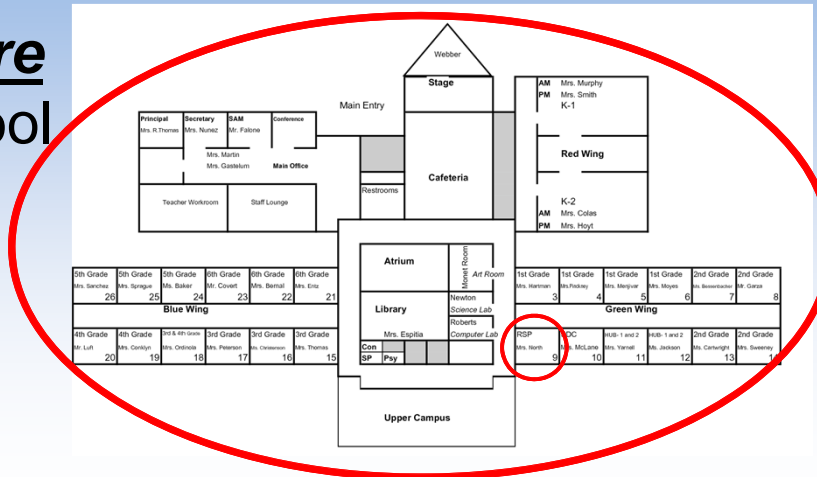 re
ool
Webber
Stage
Main Entry
AM Mrs. Murphy
PM Mrs. Smith
K-1
Principal Secretary SAM Conference
Mrs. R.Thomas Mrs. Nunez Mr. Falone
Mrs. Martin
Mrs. Gastelum Main Office
Red Wing
Cafeteria
Restrooms
Teacher Workroom Staff Lounge
K-2
AM Mrs. Colas
PM Mrs. Hoyt
Atrium
Monet Room
Art Room
5th Grade 5th Grade 5th Grade 6th Grade 6th Grade 6th Grade
Mrs. Sanchez Mrs. Sprague Ms. Baker Mr. Covert Mrs. Bernal Mrs. Entz
26 25 24 23 22 21
1st Grade 1st Grade 1st Grade 1st Grade 2nd Grade 2nd Grade
Mrs. Hartman Mrs. Menjivar Mrs. Moyes Mr. Garza
3 4 5 6 7 8
Blue Wing
Library
Newton
Science Lab
Green Wing
4th Grade 4th Grade 3rd & 4th Grade 3rd Grade 3rd Grade 3rd Grade
Mr. Luft Mrs. Conklyn Mrs. Ordinola Mrs. Peterson Ms. Christenson Mrs. Thomas
20 19 18 17 16 15
Mrs. Espitia
Roberts
Computer Lab
Con
SP Psy
RSP HUB- 1 and 2 HUB- 1 and 2 2nd Grade 2nd Grade
Mrs. North McLane Mrs. Yarnell Ms. Jackson Ms. Cartwright Mrs. Sweeney
9 10 11 12 13 14
Upper Campus